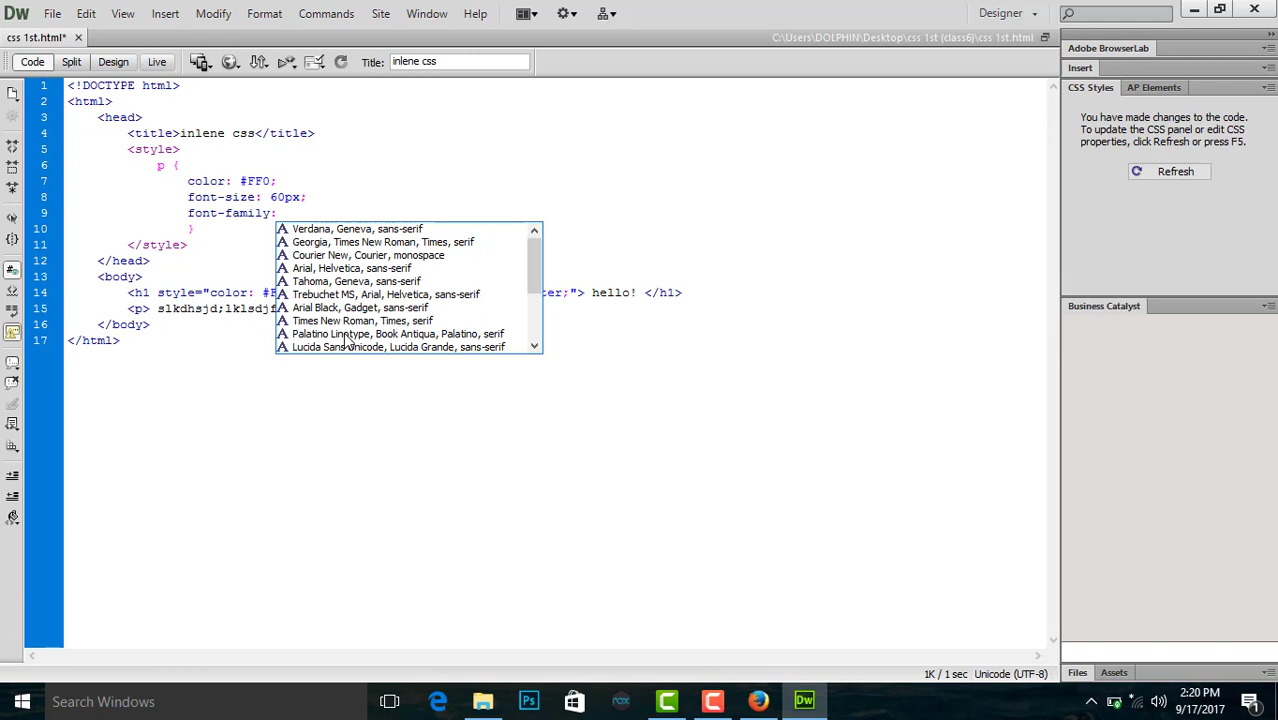 Dw File Edit View Insert Modify Format Commands Site Window Help Designer
css 1st.html* × C:\Users\DOLPHIN\Desktop\css 1st (class6)\css 1st.html
Code Split Design Live Title: inlene css
Adobe BrowserLab
Insert
CSS Styles AP Elements
You have made changes to the code.
To update the CSS panel or edit CSS
properties, click Refresh or press F5.
Refresh
Business Catalyst
Files Assets
1 <!DOCTYPE html>
2 <html>
3 <head>
4 <title>inlene css</title>
5 <style>
6 p {
7 color: #FF0;
8 font-size: 60px;
9 font-family:
10 }
11 </style>
12 </head>
13 <body>
14 <h1 style="color: # ter;"> hello! </h1>
15 <p> slkdhsjd;lklsdjf
16 </body>
17 </html>
Verdana, Geneva, sans-serif
Georgia, Times New Roman, Times, serif
Courier New, Courier, monospace
Arial, Helvetica, sans-serif
Tahoma, Geneva, sans-serif
Trebuchet MS, Arial, Helvetica, sans-serif
Arial Black, Gadget, sans-serif
Times New Roman, Times, serif
Palatino Linotype, Book Antiqua, Palatino, serif
Lucida Sans Unicode, Lucida Grande, sans-serif
1K / 1 sec Unicode (UTF-8)
Search Windows
Ps nox Dw
2:20 PM
9/17/2017
1